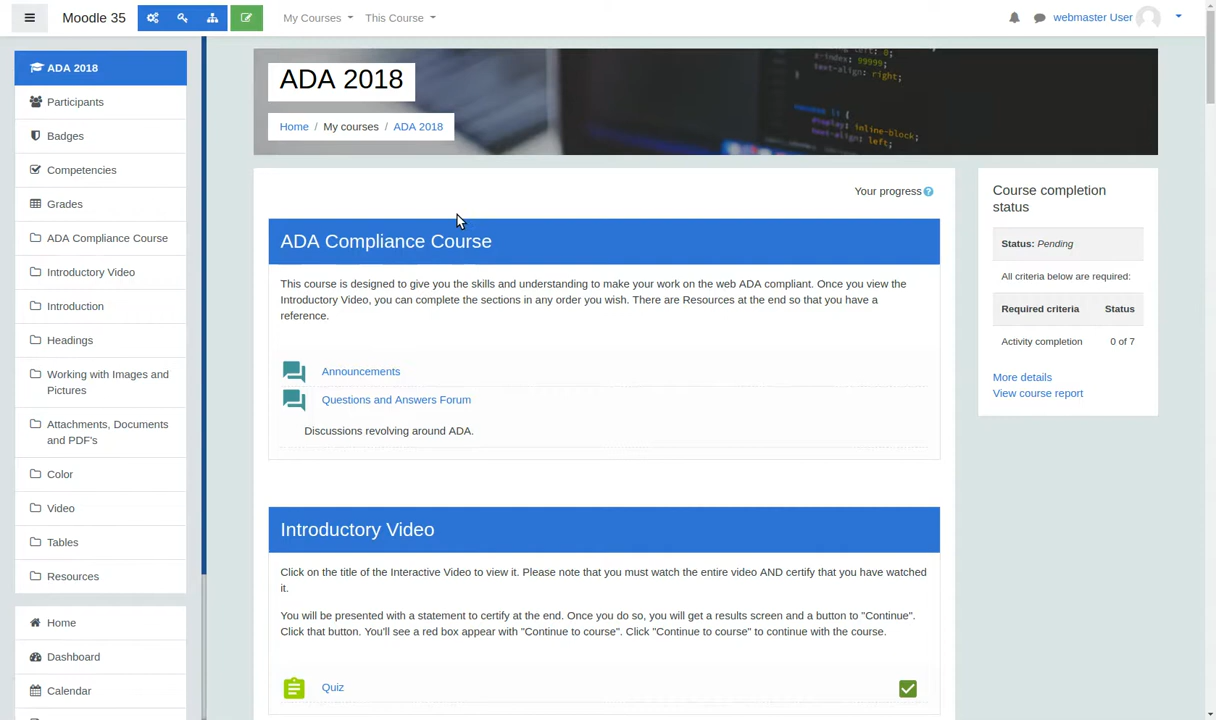 Moodle 35
My Courses
This Course
webmaster User
ADA 2018
Participants
Badges
Competencies
Grades
ADA Compliance Course
Introductory Video
Introduction
Headings
Working with Images and
Pictures
Attachments, Documents
and PDF's
Color
Video
Tables
Resources
Home
Dashboard
Calendar
ADA 2018
Home / My courses / ADA 2018
z-index: 99999;
text-align: right;
display: inline-block;
Your progress
ADA Compliance Course
This course is designed to give you the skills and understanding to make your work on the web ADA compliant. Once you view the
Introductory Video, you can complete the sections in any order you wish. There are Resources at the end so that you have a
reference.
Announcements
Questions and Answers Forum
Discussions revolving around ADA.
Introductory Video
Click on the title of the Interactive Video to view it. Please note that you must watch the entire video AND certify that you have watched
it.
You will be presented with a statement to certify at the end. Once you do so, you will get a results screen and a button to "Continue".
Click that button. You'll see a red box appear with "Continue to course". Click "Continue to course" to continue with the course.
Quiz
Course completion
status
Status: Pending
All criteria below are required:
Required criteria Status
Activity completion 0 of 7
More details
View course report